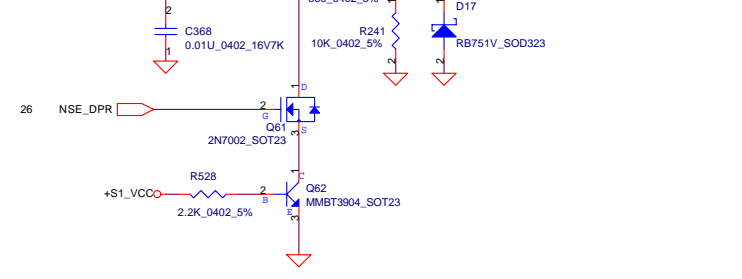 D17
2
C368
0.01U_0402_16V7K
1
R241
10K_0402_5%
2
RB751V_SOD323
2
1
D
26
NSE_DPR
2
G
Q61
3
S
2N7002_SOT23
R528
1
C
+S1_VCC
2
B
Q62
MMBT3904_SOT23
2.2K_0402_5%
E
3